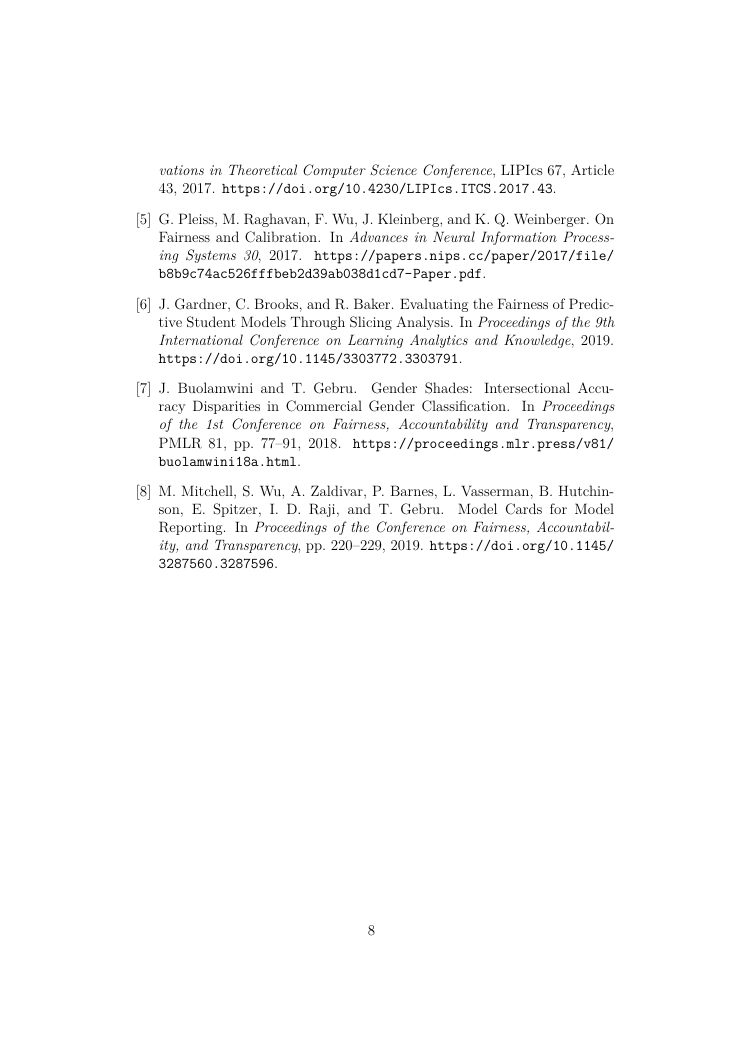 vations in Theoretical Computer Science Conference, LIPIcs 67, Article
43, 2017. https://doi.org/10.4230/LIPIcs.ITCS.2017.43.
[5] G. Pleiss, M. Raghavan, F. Wu, J. Kleinberg, and K. Q. Weinberger. On
Fairness and Calibration. In Advances in Neural Information Process-
ing Systems 30, 2017. https://papers.nips.cc/paper/2017/file/
b8b9c74ac526fffbeb2d39ab038d1cd7-Paper.pdf.
[6] J. Gardner, C. Brooks, and R. Baker. Evaluating the Fairness of Predic-
tive Student Models Through Slicing Analysis. In Proceedings of the 9th
International Conference on Learning Analytics and Knowledge, 2019.
https://doi.org/10.1145/3303772.3303791.
[7] J. Buolamwini and T. Gebru. Gender Shades: Intersectional Accu-
racy Disparities in Commercial Gender Classification. In Proceedings
of the 1st Conference on Fairness, Accountability and Transparency,
PMLR 81, pp. 77–91, 2018. https://proceedings.mlr.press/v81/
buolamwini18a.html.
[8] M. Mitchell, S. Wu, A. Zaldivar, P. Barnes, L. Vasserman, B. Hutchin-
son, E. Spitzer, I. D. Raji, and T. Gebru. Model Cards for Model
Reporting. In Proceedings of the Conference on Fairness, Accountabil-
ity, and Transparency, pp. 220–229, 2019. https://doi.org/10.1145/
3287560.3287596.
8